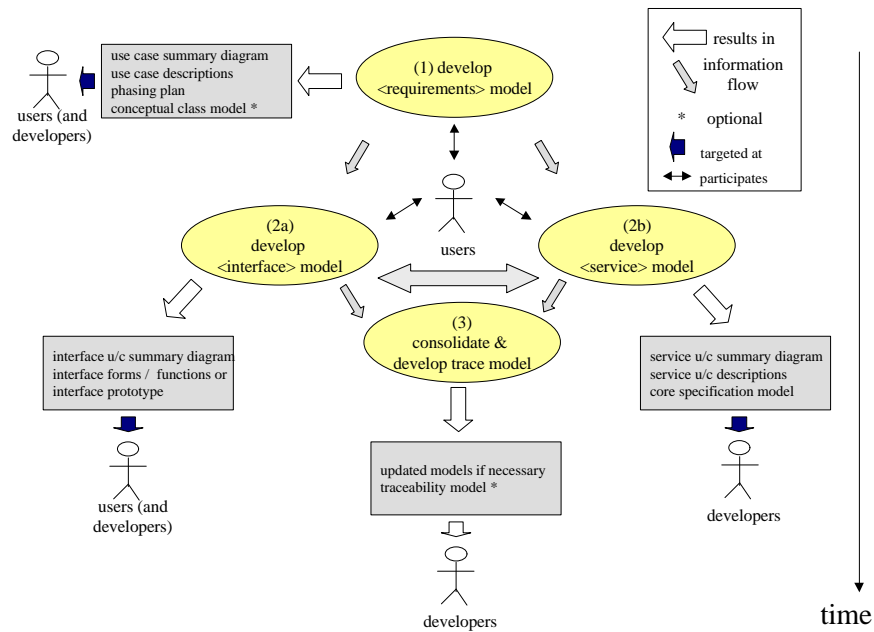 use case summary diagram
use case descriptions
phasing plan
conceptual class model *
users (and
developers)
(1) develop
<requirements> model
results in
information
flow
* optional
targeted at
participates
users
(2a)
develop
<interface> model
(2b)
develop
<service> model
(3)
consolidate &
develop trace model
interface u/c summary diagram
interface forms / functions or
interface prototype
users (and
developers)
updated models if necessary
traceability model *
developers
service u/c summary diagram
service u/c descriptions
core specification model
developers
time